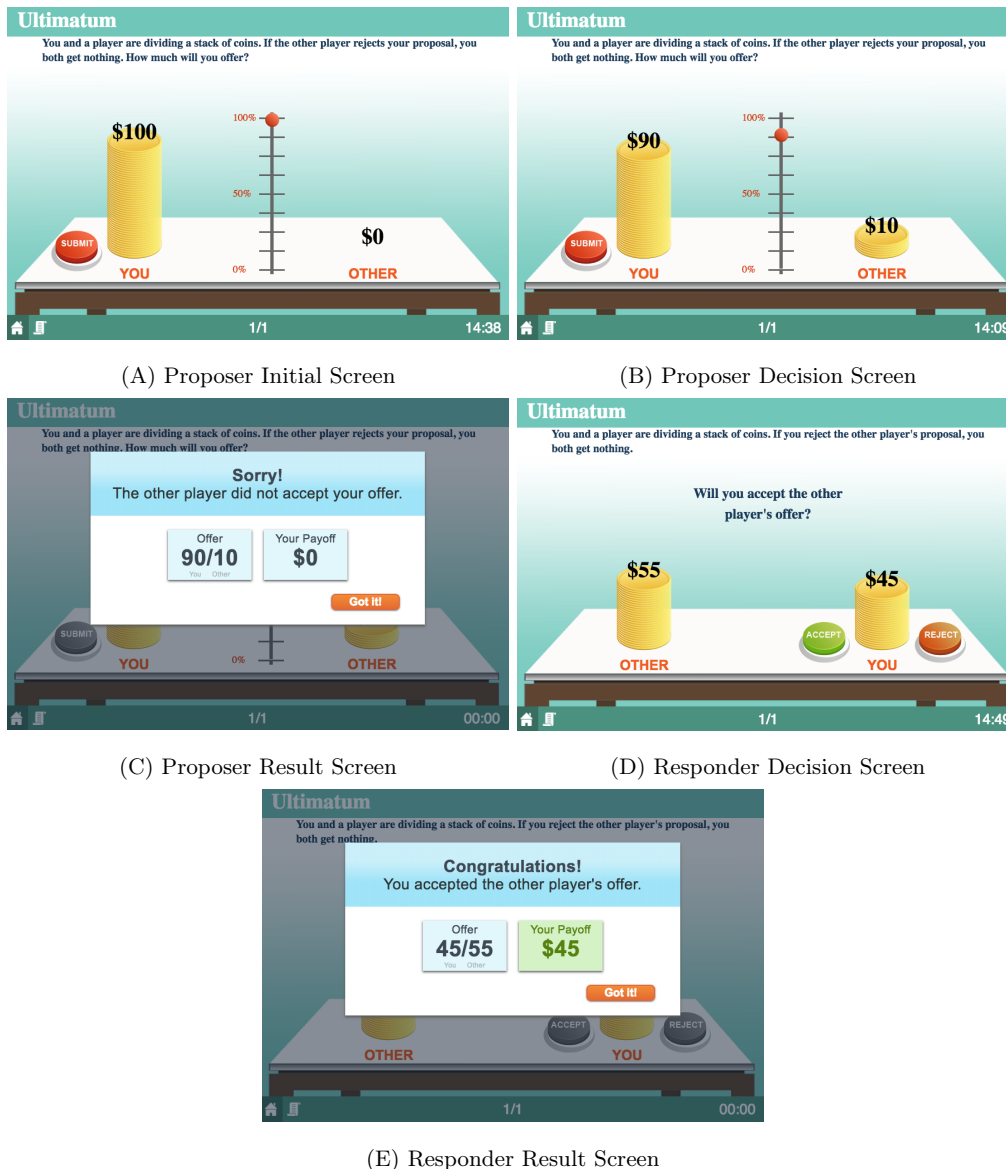 Ultimatum
You and a player are dividing a stack of coins. If the other player rejects your proposal, you
both get nothing. How much will you offer?
$100
100%
50%
$0
SUBMIT
0%
YOU
OTHER
1/1
14:38
(A) Proposer Initial Screen
Ultimatum
You and a player are dividing a stack of coins. If the other player rejects your proposal, you
both get nothing. How much will you offer?
$90
100%
50%
$10
SUBMIT
0%
YOU
OTHER
1/1
14:09
(B) Proposer Decision Screen
Ultimatum
You and a player are dividing a stack of coins. If the other player rejects your proposal, you
both get nothing. How much will you offer?
Sorry!
The other player did not accept your offer.
Offer
90/10
You Other
Your Payoff
$0
Got it!
SUBMIT
0%
YOU
OTHER
1/1
00:00
(C) Proposer Result Screen
Ultimatum
You and a player are dividing a stack of coins. If you reject the other player's proposal, you
both get nothing.
Will you accept the other
player's offer?
$55
$45
ACCEPT
REJECT
OTHER
YOU
1/1
14:49
(D) Responder Decision Screen
Ultimatum
You and a player are dividing a stack of coins. If you reject the other player's proposal, you
both get nothing.
Congratulations!
You accepted the other player's offer.
Offer
45/55
You Other
Your Payoff
$45
Got it!
ACCEPT
REJECT
OTHER
YOU
1/1
00:00
(E) Responder Result Screen